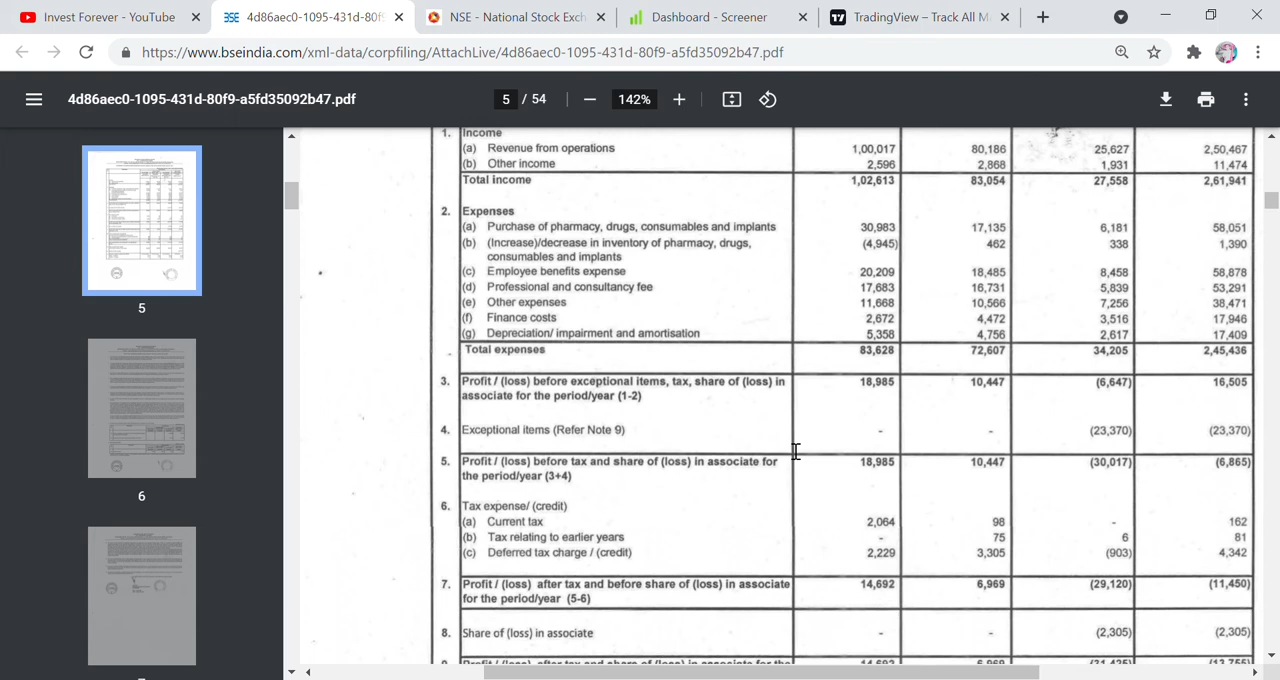 Invest Forever - YouTube
4d86aec0-1095-431d-80f9
NSE - National Stock Exch
Dashboard - Screener
TradingView – Track All M
https://www.bseindia.com/xml-data/corpfiling/AttachLive/4d86aec0-1095-431d-80f9-a5fd35092b47.pdf
4d86aec0-1095-431d-80f9-a5fd35092b47.pdf
5 / 54
142%
1. Income
(a) Revenue from operations 1,00,017 80,186 25,627 2,50,467
(b) Other income 2,596 2,868 1,931 11,474
Total income 1,02,613 83,054 27,558 2,61,941
2. Expenses
(a) Purchase of pharmacy, drugs, consumables and implants 30,983 17,135 6,181 58,051
(b) (Increase)/decrease in inventory of pharmacy, drugs, (4,945) 462 338 1,390
consumables and implants
(c) Employee benefits expense 20,209 18,485 8,458 58,878
(d) Professional and consultancy fee 17,683 16,731 5,839 53,291
(e) Other expenses 11,668 10,566 7,256 38,471
(f) Finance costs 2,672 4,472 3,516 17,946
(g) Depreciation/ impairment and amortisation 5,358 4,756 2,617 17,409
Total expenses 83,628 72,607 34,205 2,45,436
3. Profit / (loss) before exceptional items, tax, share of (loss) in 18,985 10,447 (6,647) 16,505
associate for the period/year (1-2)
4. Exceptional items (Refer Note 9) - - (23,370) (23,370)
5. Profit / (loss) before tax and share of (loss) in associate for 18,985 10,447 (30,017) (6,865)
the period/year (3+4)
6. Tax expense/ (credit)
(a) Current tax 2,064 98 - 162
(b) Tax relating to earlier years 75 6 81
(c) Deferred tax charge / (credit) 2,229 3,305 (903) 4,342
7. Profit / (loss) after tax and before share of (loss) in associate 14,692 6,969 (29,120) (11,450)
for the period/year (5-6)
8. Share of (loss) in associate - - (2,305) (2,305)
5
6